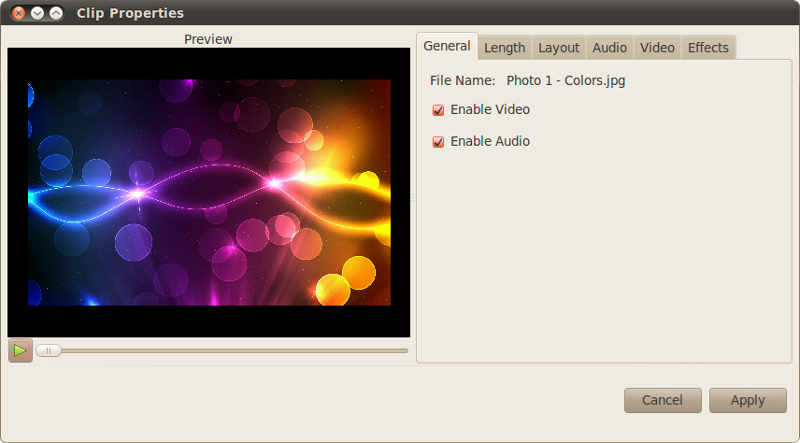 Clip Properties
Preview
General Length Layout Audio Video Effects
File Name: Photo 1 - Colors.jpg
Enable Video
Enable Audio
Cancel Apply